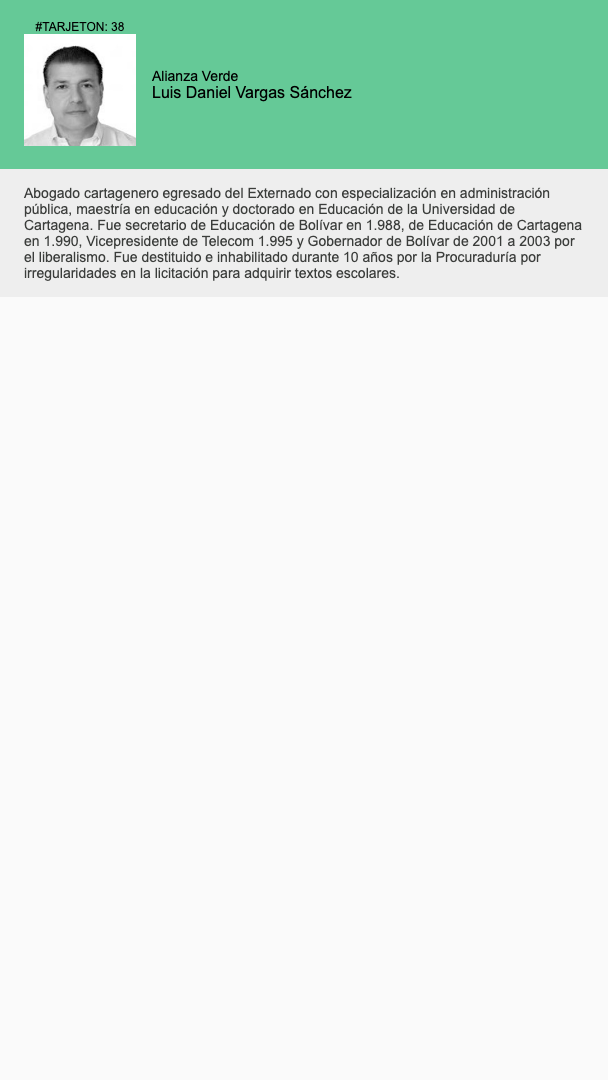 #TARJETON: 38
Alianza Verde
Luis Daniel Vargas Sánchez
Abogado cartagenero egresado del Externado con especialización en administración
pública, maestría en educación y doctorado en Educación de la Universidad de
Cartagena. Fue secretario de Educación de Bolívar en 1.988, de Educación de Cartagena
en 1.990, Vicepresidente de Telecom 1.995 y Gobernador de Bolívar de 2001 a 2003 por
el liberalismo. Fue destituido e inhabilitado durante 10 años por la Procuraduría por
irregularidades en la licitación para adquirir textos escolares.